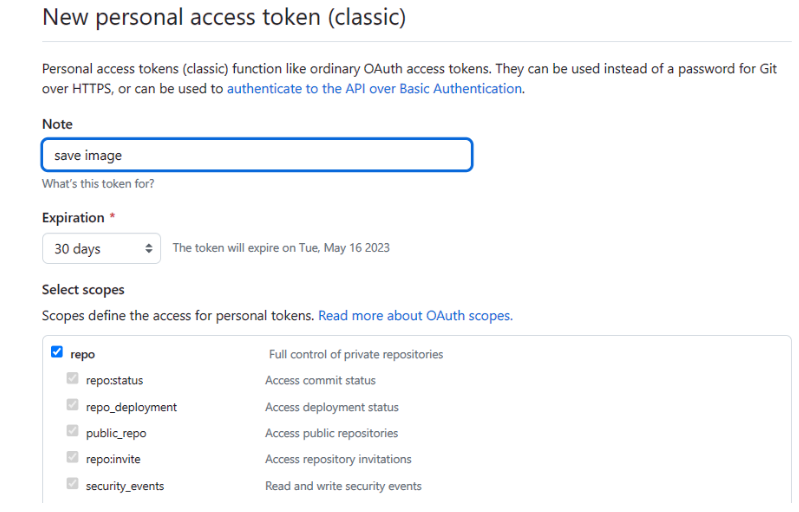 New personal access token (classic)
Personal access tokens (classic) function like ordinary OAuth access tokens. They can be used instead of a password for Git
over HTTPS, or can be used to authenticate to the API over Basic Authentication.
Note
save image
What's this token for?
Expiration *
30 days The token will expire on Tue, May 16 2023
Select scopes
Scopes define the access for personal tokens. Read more about OAuth scopes.
repo Full control of private repositories
repo:status Access commit status
repo_deployment Access deployment status
public_repo Access public repositories
repo:invite Access repository invitations
security_events Read and write security events